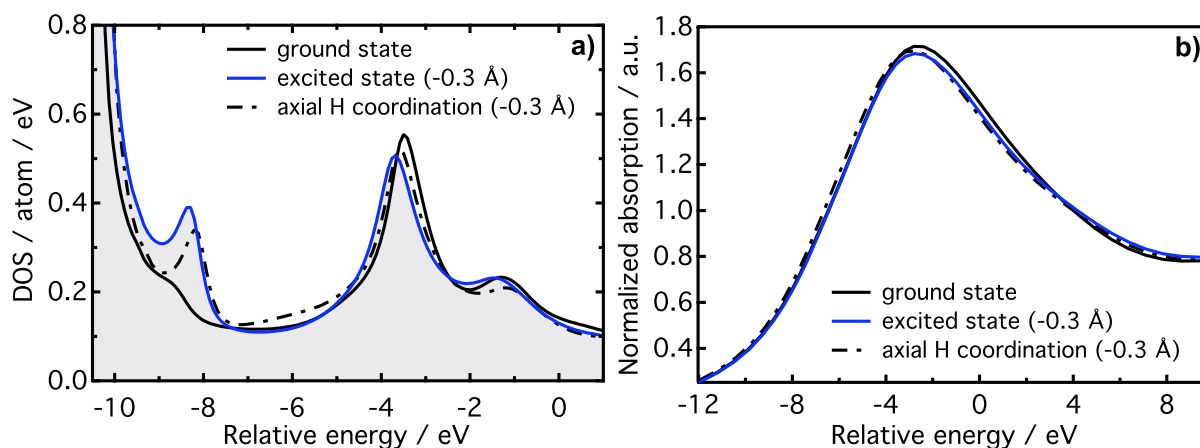 a)
ground state
excited state (-0.3 Å)
axial H coordination (-0.3 Å)
DOS / atom / eV
0.8
0.6
0.4
0.2
0.0
-10
-8
-6
-4
-2
0
Relative energy / eV
b)
Normalized absorption / a.u.
1.8
1.6
1.4
1.2
1.0
0.8
0.6
0.4
ground state
excited state (-0.3 Å)
axial H coordination (-0.3 Å)
-12
-8
-4
0
4
8
Relative energy / eV